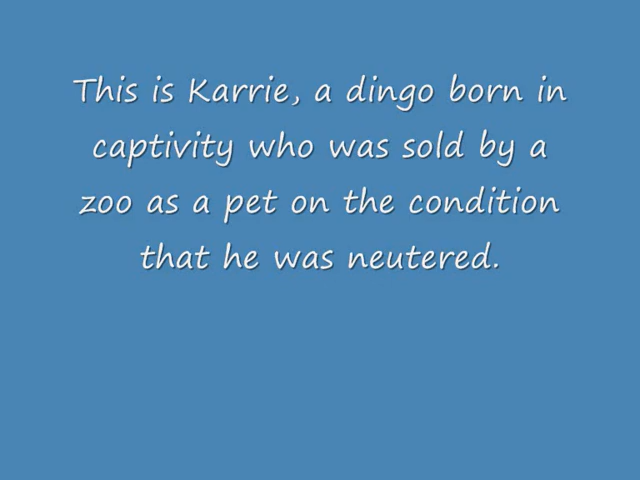 This is Karrie, a dingo born in
captivity who was sold by a
zoo as a pet on the condition
that he was neutered.